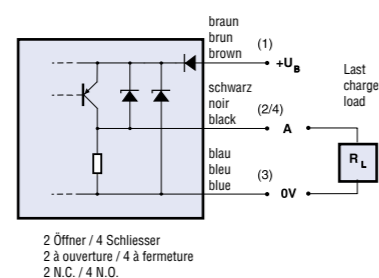 braun
brun
brown
(1)
+UB
schwarz
noir
black
(2/4)
A
Last
charge
load
RL
blau
bleu
blue
(3)
0V
2 Öffner / 4 Schliesser
2 à ouverture / 4 à fermeture
2 N.C. / 4 N.O.